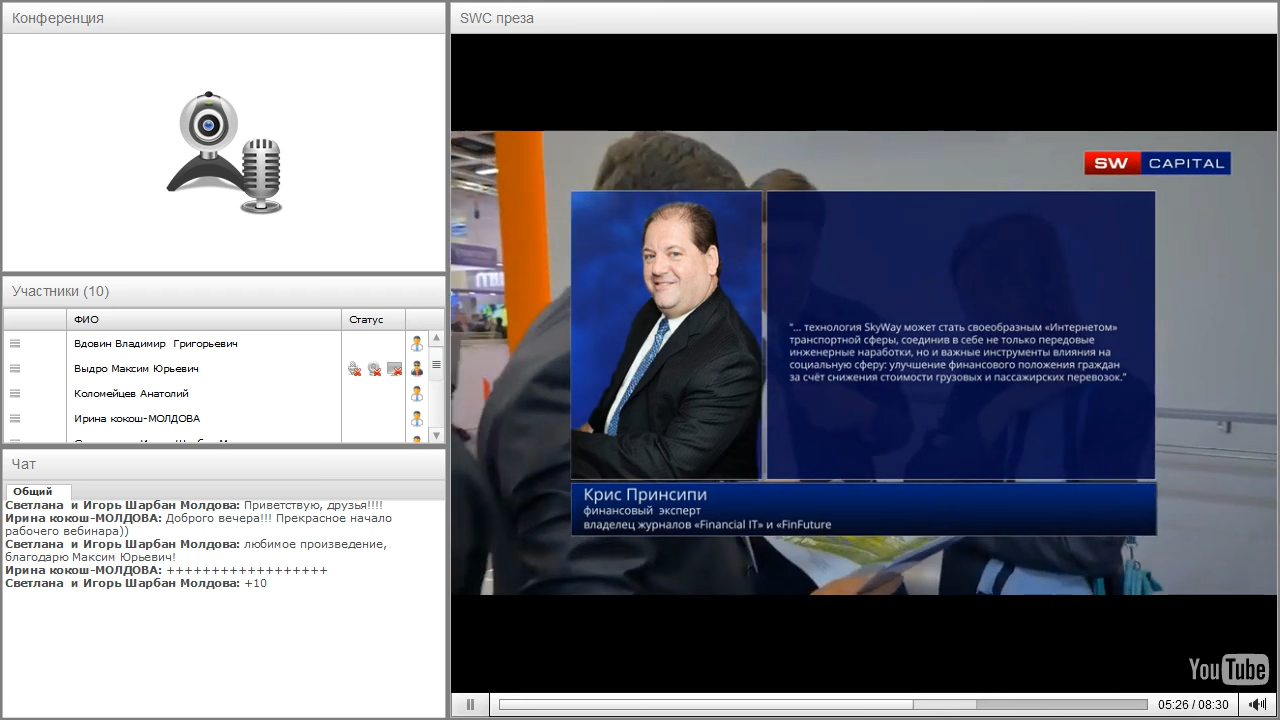 Конференция
Участники (10)
ФИО Статус
Вдовин Владимир Григорьевич
Выдро Максим Юрьевич
Коломейцев Анатолий
Ирина кокош-МОЛДОВА
Чат
Общий
Светлана и Игорь Шарбан Молдова: Приветствую, друзья!!!!
Ирина кокош-МОЛДОВА: Доброго вечера!!! Прекрасное начало
рабочего вебинара))
Светлана и Игорь Шарбан Молдова: любимое произведение,
благодарю Максим Юрьевич!
Ирина кокош-МОЛДОВА: ++++++++++++++++++
Светлана и Игорь Шарбан Молдова: +10
SWC преза
SW CAPITAL
"... технология SkyWay может стать своеобразным «Интернетом»
транспортной сферы, соединив в себе не только передовые
инженерные наработки, но и важные инструменты влияния на
социальную сферу: улучшение финансового положения граждан
за счёт снижения стоимости грузовых и пассажирских перевозок."
Крис Принсипи
финансовый эксперт
владелец журналов «Financial IT» и «FinFuture
YouTube
05:26 / 08:30